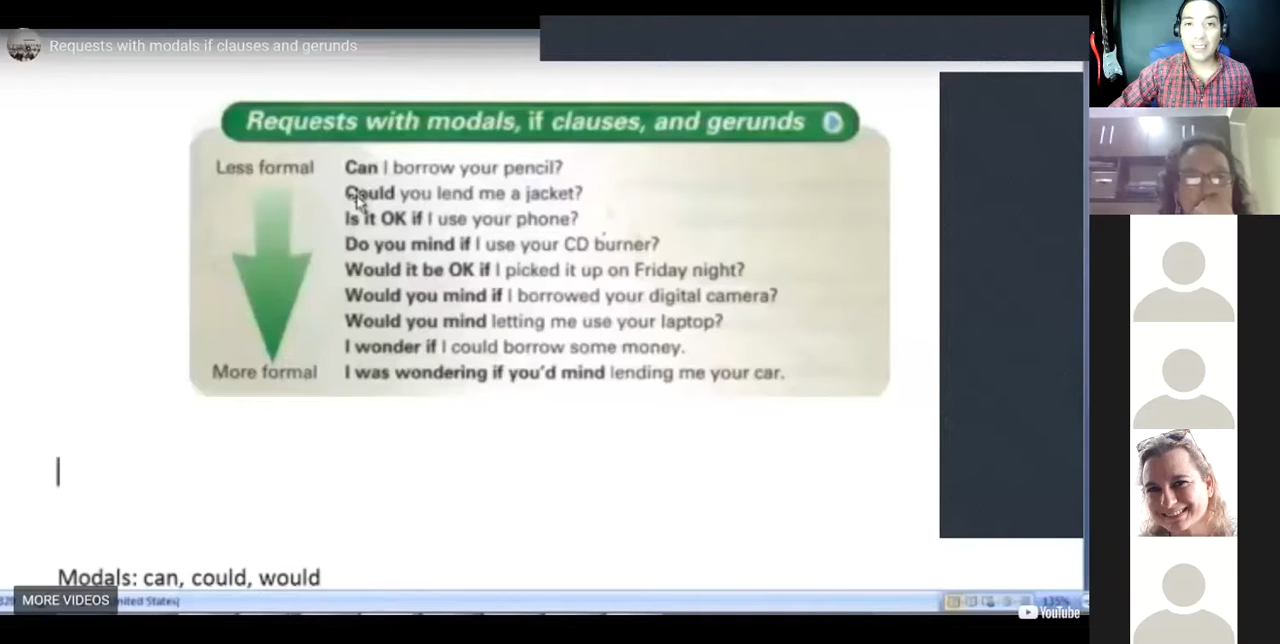 Requests with modals if clauses and gerunds
Requests with modals, if clauses, and gerunds
Less formal
Can I borrow your pencil?
Could you lend me a jacket?
Is it OK if I use your phone?
Do you mind if I use your CD burner?
Would it be OK if I picked it up on Friday night?
Would you mind if I borrowed your digital camera?
Would you mind letting me use your laptop?
I wonder if I could borrow some money.
More formal
I was wondering if you'd mind lending me your car.
Modals: can, could, would
MORE VIDEOS
United States)
135%
YouTube